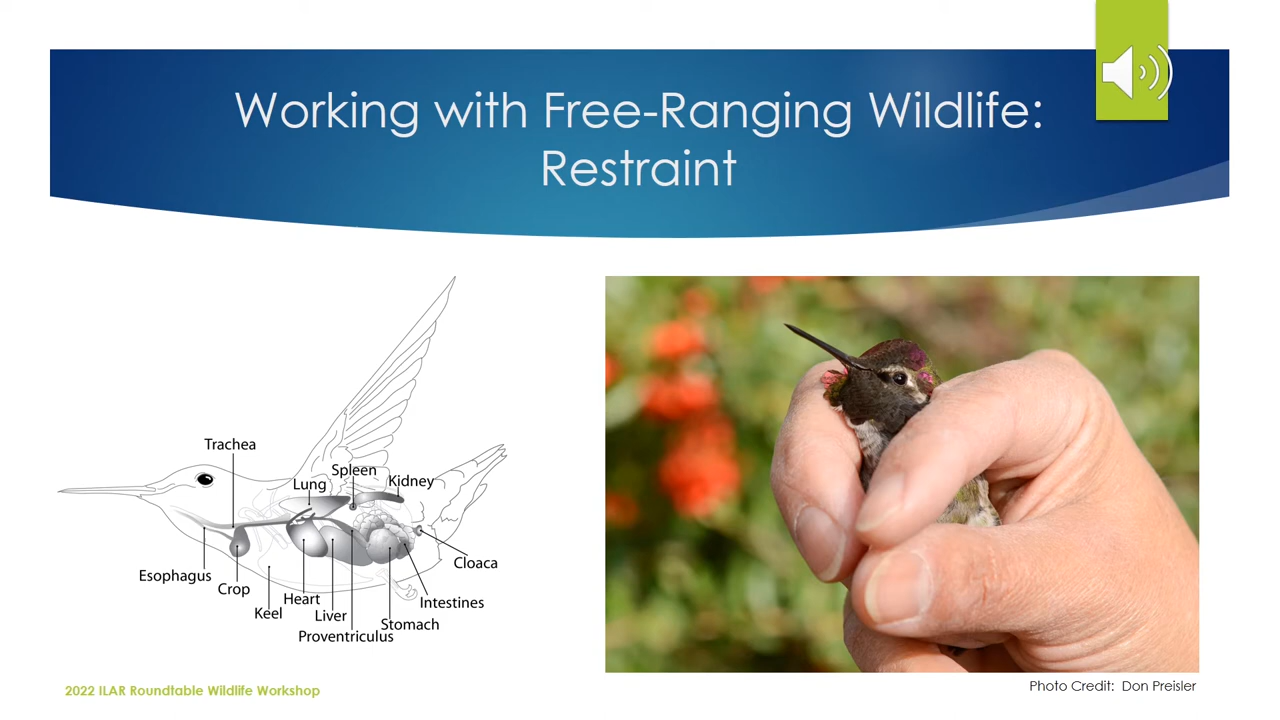 Working with Free-Ranging Wildlife:
Restraint
Trachea
Spleen
Lung
Kidney
Cloaca
Esophagus
Crop
Keel
Heart
Liver
Proventriculus
Stomach
Intestines
2022 ILAR Roundtable Wildlife Workshop
Photo Credit: Don Preisler